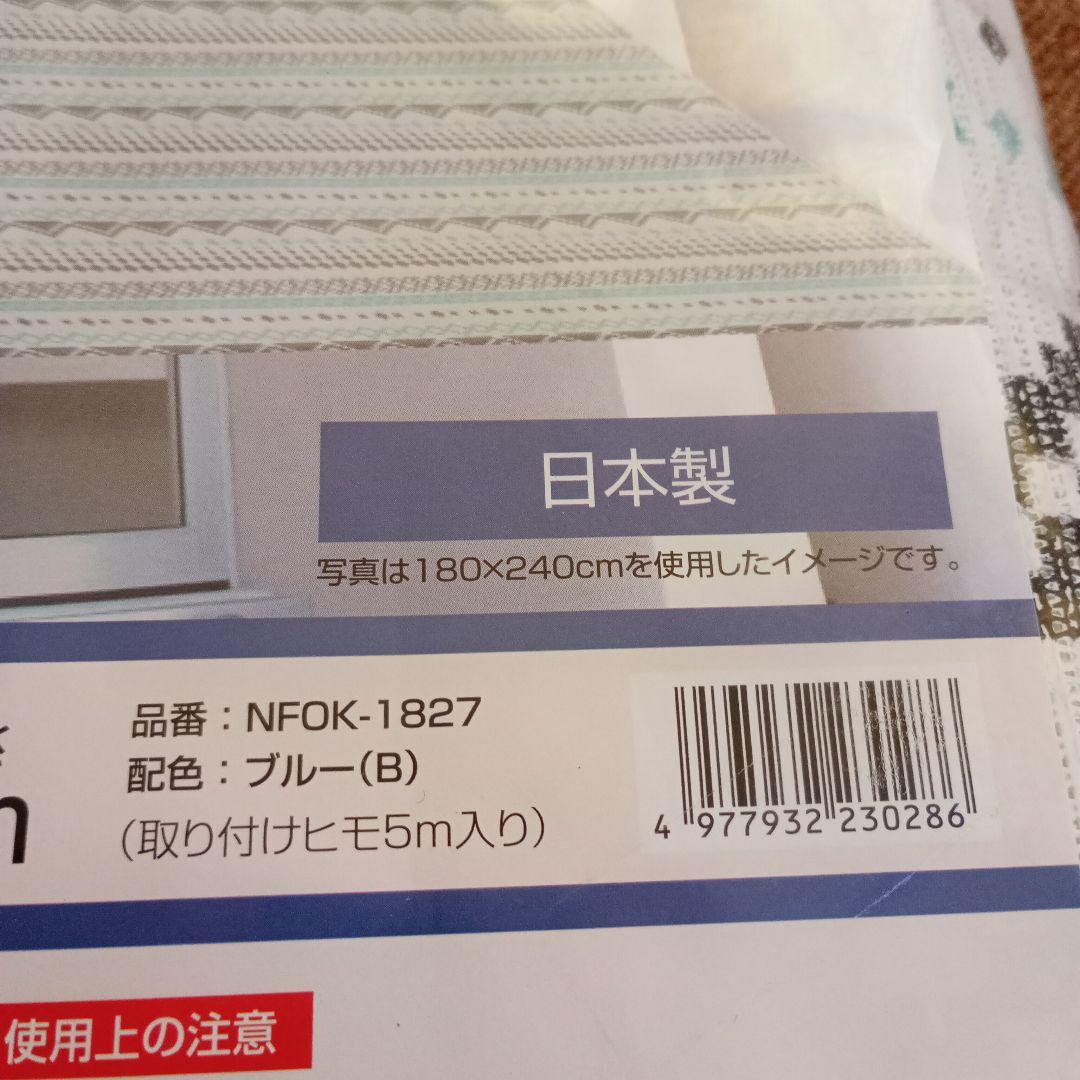 日本製
写真は180×240cmを使用したイメージです。
品番：NFOK-1827
配色：ブルー(B)
(取り付けヒモ5m入り)
4 977932 230286
使用上の注意